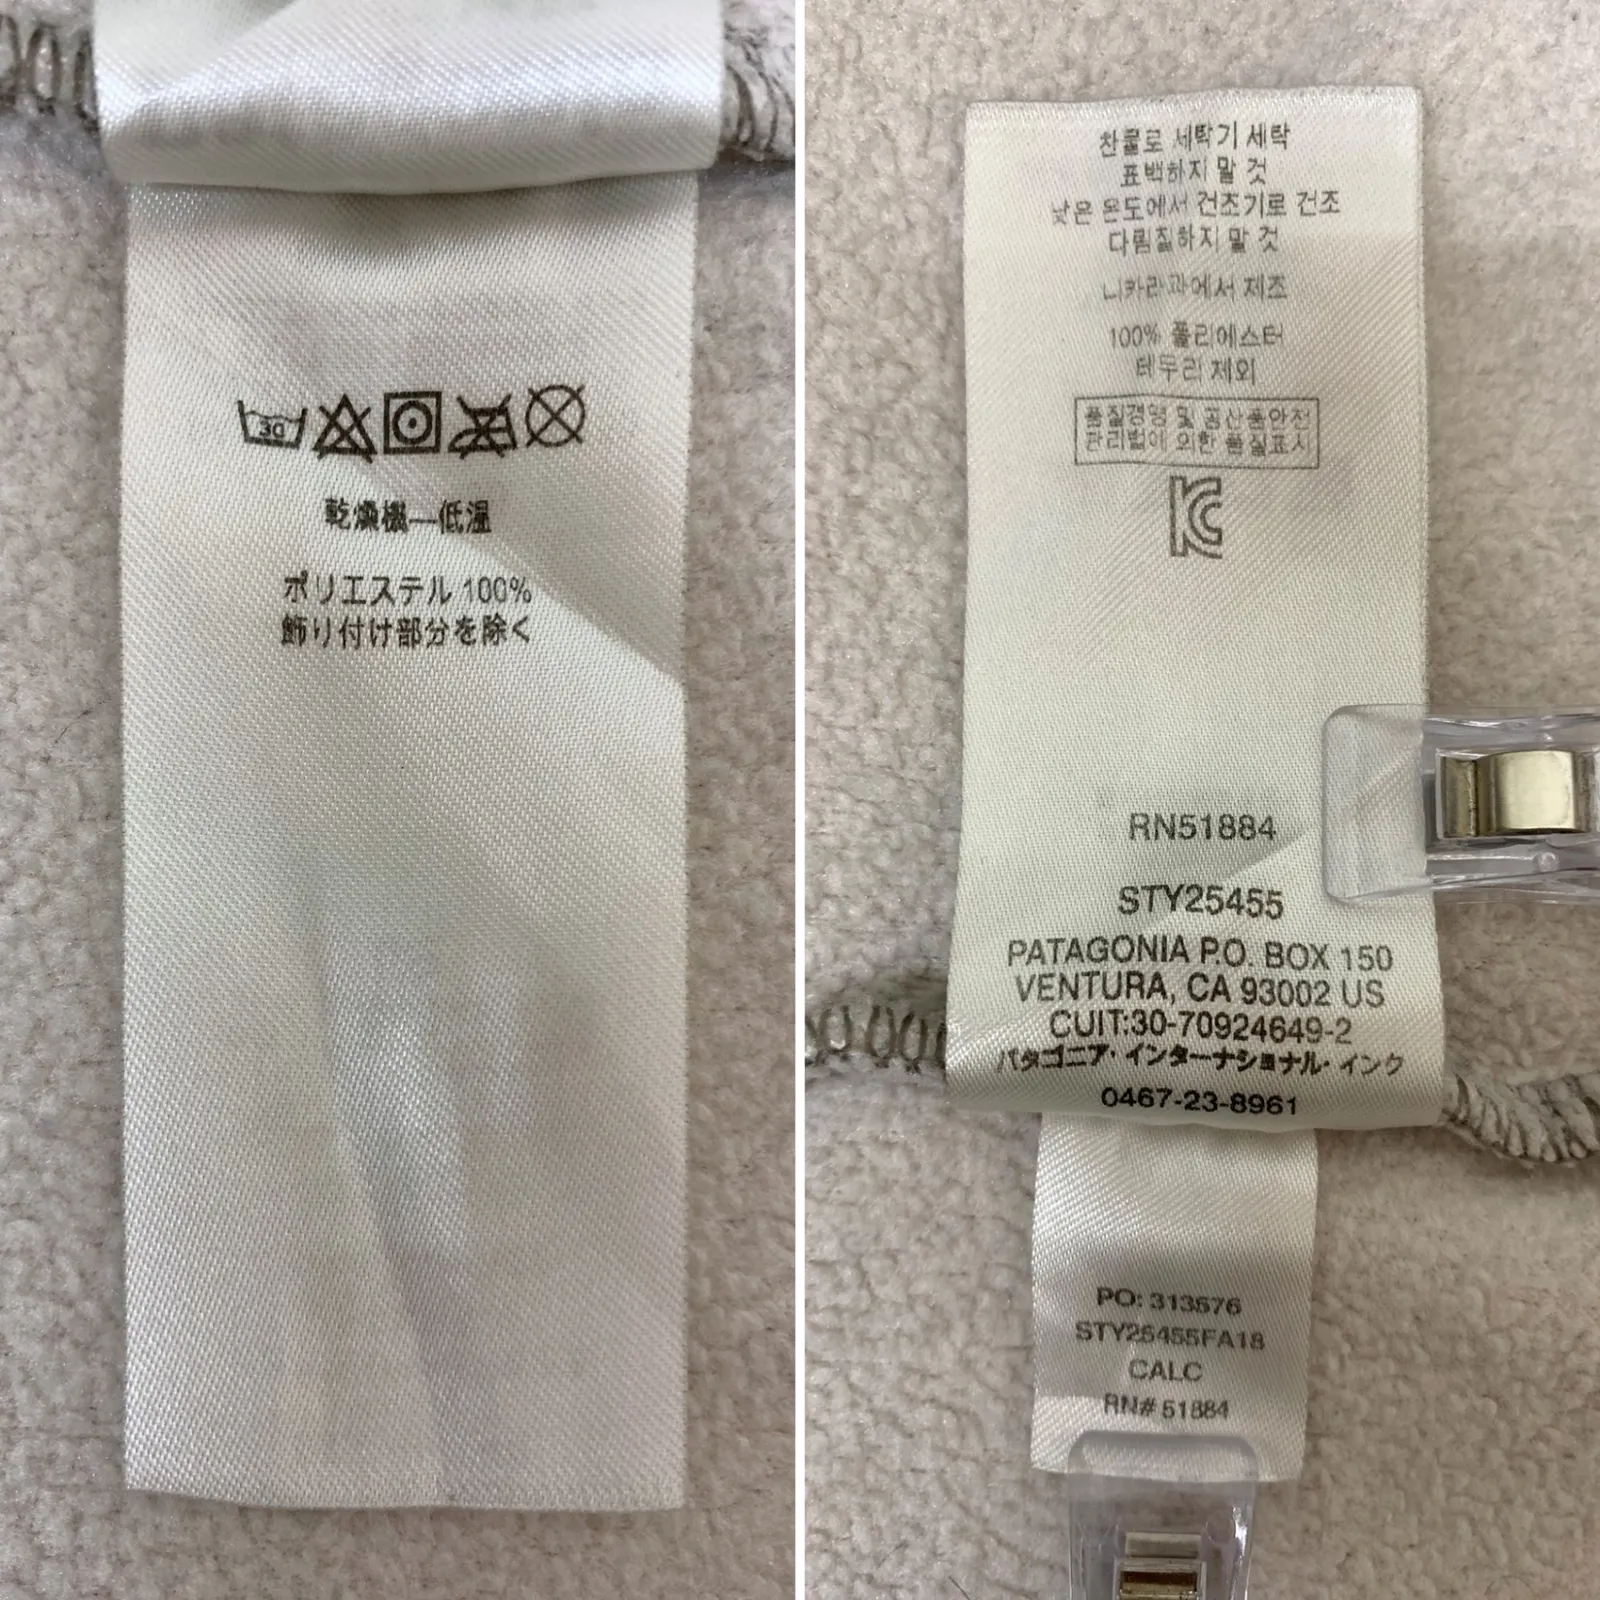 30
乾燥機—低温
ポリエステル 100%
飾り付け部分を除く
찬물로 세탁기 세탁
표백하지 말 것
낮은 온도에서 건조기로 건조
다림질하지 말 것
니카라과에서 제조
100% 폴리에스터
테두리 제외
품질경영 및 공산품안전
관리법에 의한 품질표시
KC
RN51884
STY25455
PATAGONIA P.O. BOX 150
VENTURA, CA 93002 US
CUIT:30-70924649-2
パタゴニア・インターナショナル・インク
0467-23-8961
PO: 313576
STY25455FA18
CALC
RN# 51884